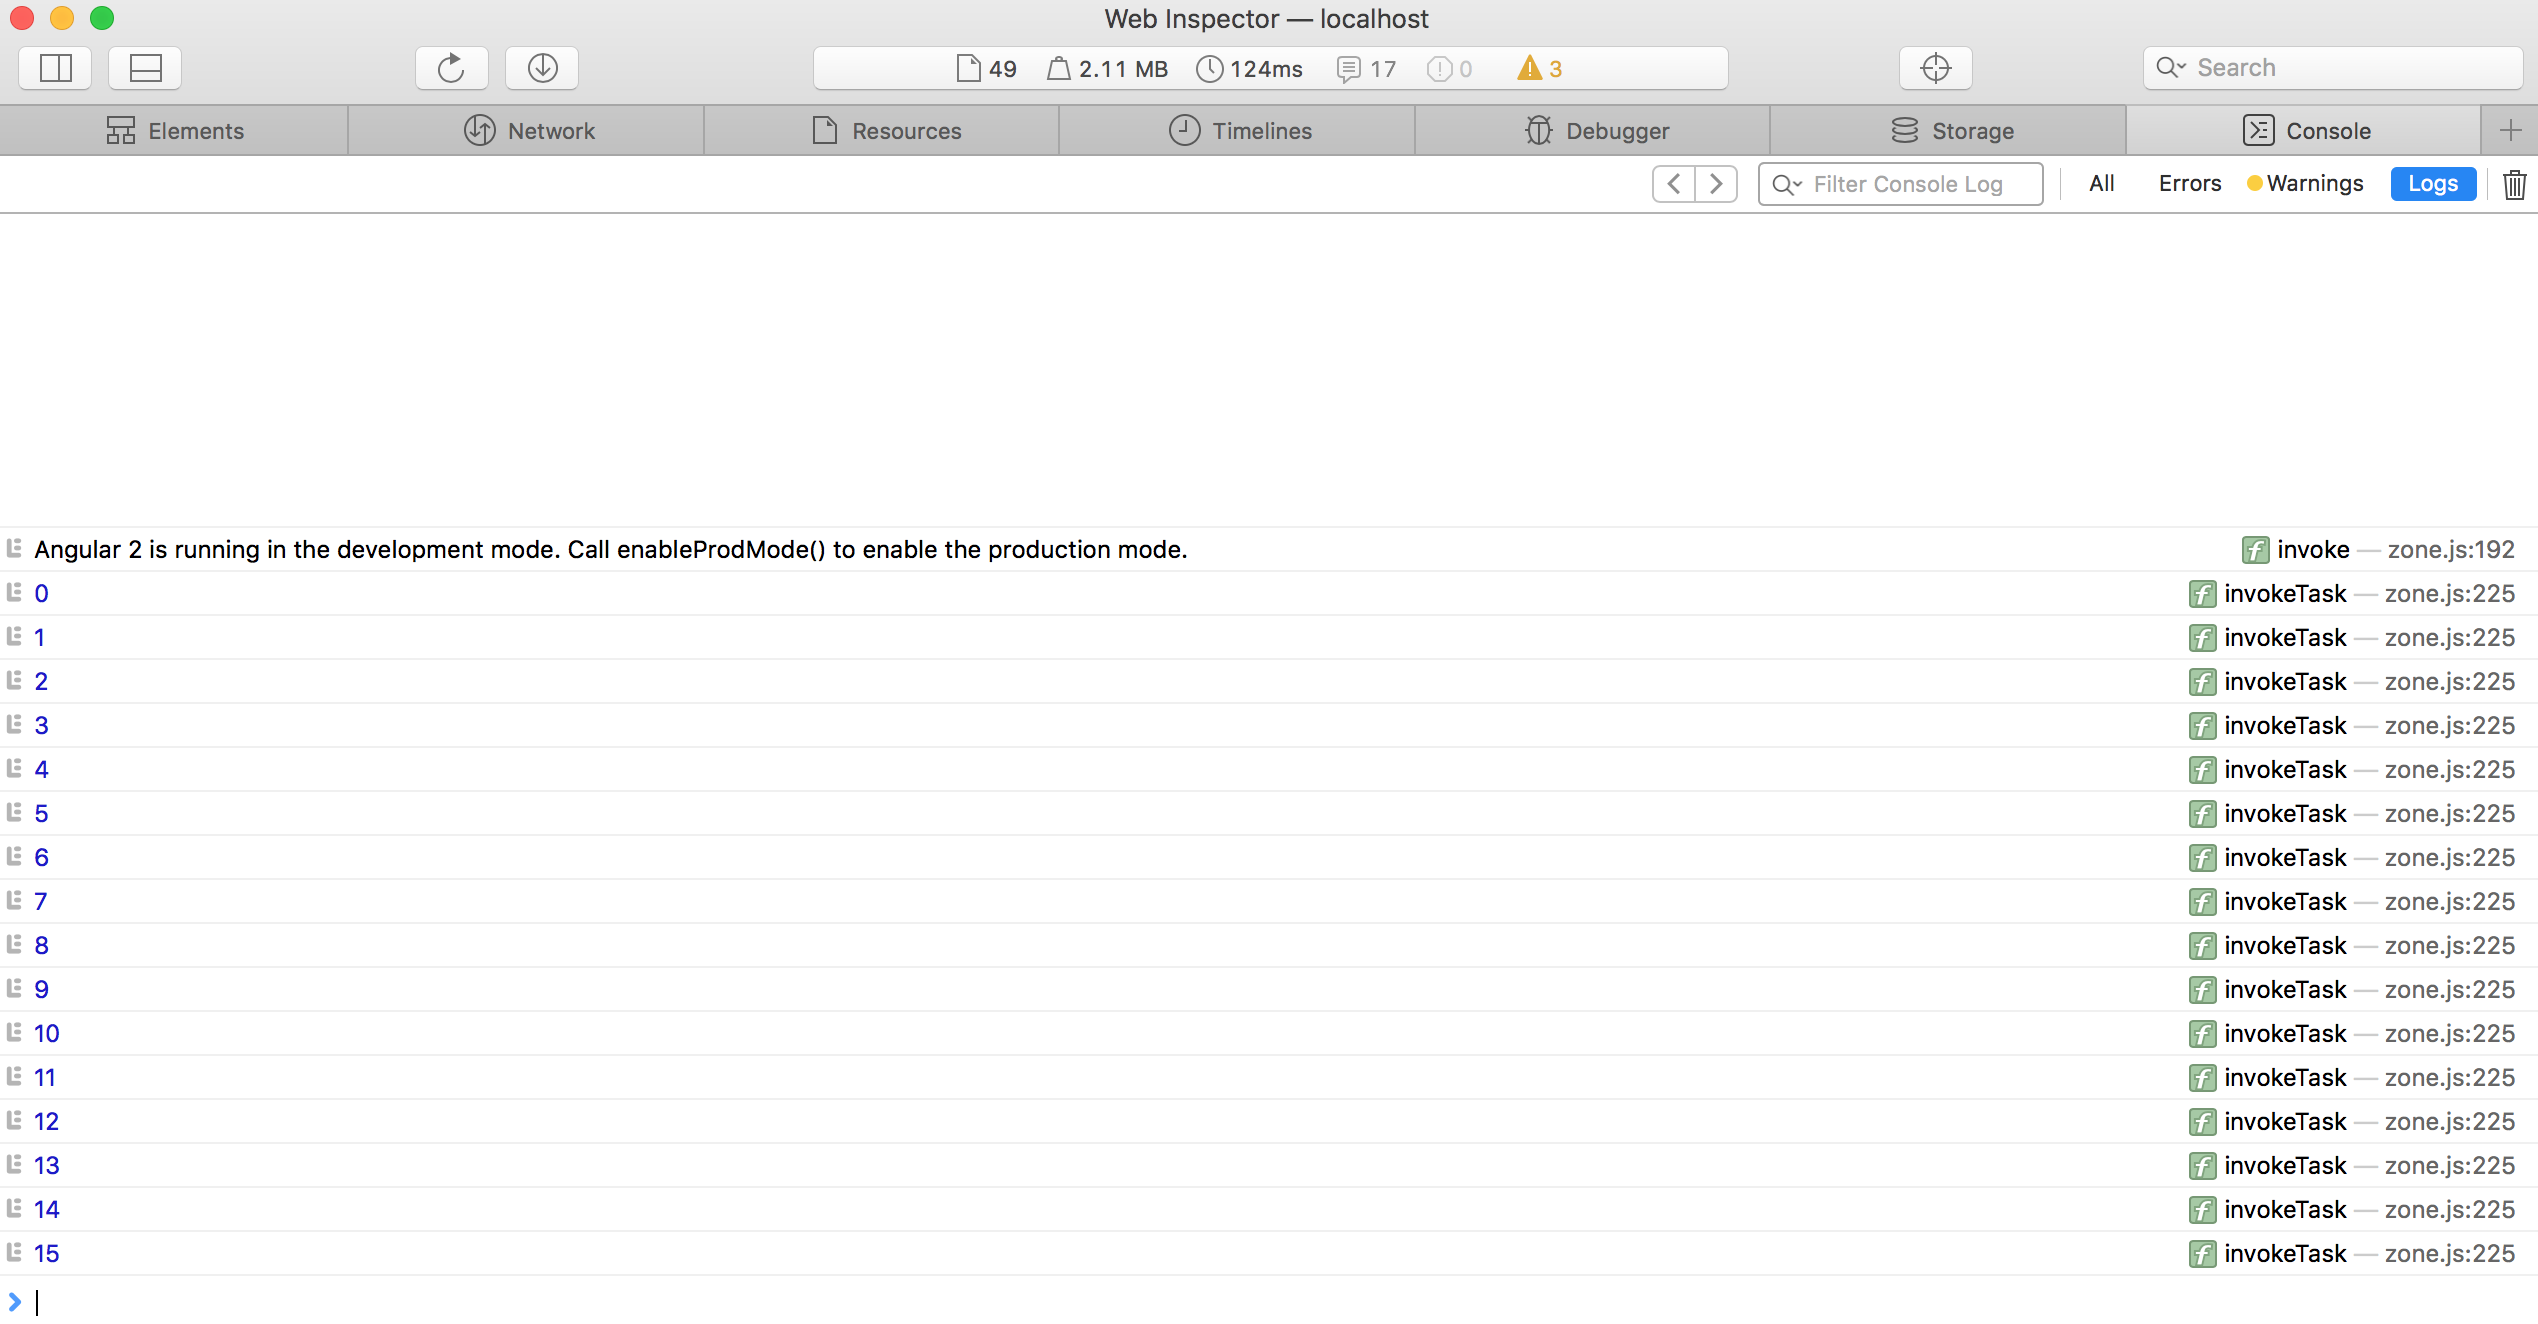 Web Inspector — localhost
49 2.11 MB 124ms 17 0 3
Search
Elements Network Resources Timelines Debugger Storage Console
Filter Console Log All Errors Warnings Logs
Angular 2 is running in the development mode. Call enableProdMode() to enable the production mode. f invoke — zone.js:192
0 f invokeTask — zone.js:225
1 f invokeTask — zone.js:225
2 f invokeTask — zone.js:225
3 f invokeTask — zone.js:225
4 f invokeTask — zone.js:225
5 f invokeTask — zone.js:225
6 f invokeTask — zone.js:225
7 f invokeTask — zone.js:225
8 f invokeTask — zone.js:225
9 f invokeTask — zone.js:225
10 f invokeTask — zone.js:225
11 f invokeTask — zone.js:225
12 f invokeTask — zone.js:225
13 f invokeTask — zone.js:225
14 f invokeTask — zone.js:225
15 f invokeTask — zone.js:225